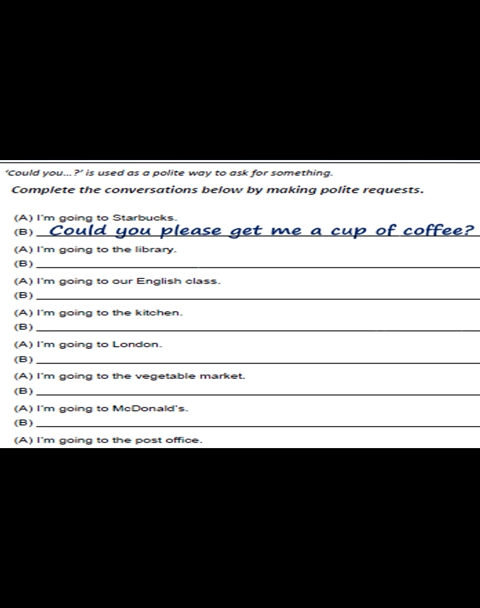 'Could you...?' is used as a polite way to ask for something.
Complete the conversations below by making polite requests.
(A) I'm going to Starbucks.
(B) Could you please get me a cup of coffee?
(A) I'm going to the library.
(B)
(A) I'm going to our English class.
(B)
(A) I'm going to the kitchen.
(B)
(A) I'm going to London.
(B)
(A) I'm going to the vegetable market.
(B)
(A) I'm going to McDonald's.
(B)
(A) I'm going to the post office.